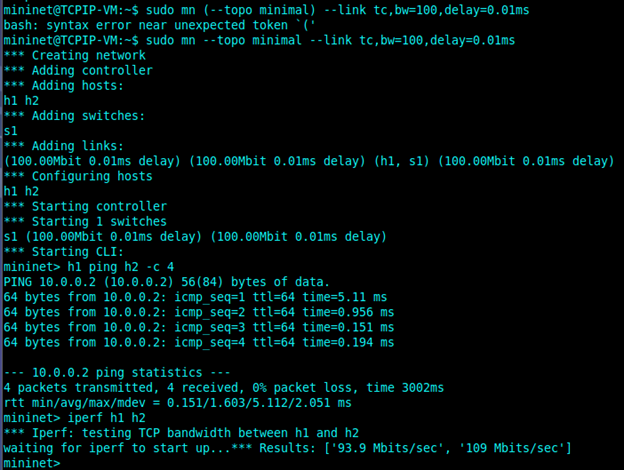 mininet@TCPIP-VM:~$ sudo mn (--topo minimal) --link tc,bw=100,delay=0.01ms
bash: syntax error near unexpected token `('
mininet@TCPIP-VM:~$ sudo mn --topo minimal --link tc,bw=100,delay=0.01ms
*** Creating network
*** Adding controller
*** Adding hosts:
h1 h2
*** Adding switches:
s1
*** Adding links:
(100.00Mbit 0.01ms delay) (100.00Mbit 0.01ms delay) (h1, s1) (100.00Mbit 0.01ms delay)
*** Configuring hosts
h1 h2
*** Starting controller
*** Starting 1 switches
s1 (100.00Mbit 0.01ms delay) (100.00Mbit 0.01ms delay)
*** Starting CLI:
mininet> h1 ping h2 -c 4
PING 10.0.0.2 (10.0.0.2) 56(84) bytes of data.
64 bytes from 10.0.0.2: icmp_seq=1 ttl=64 time=5.11 ms
64 bytes from 10.0.0.2: icmp_seq=2 ttl=64 time=0.956 ms
64 bytes from 10.0.0.2: icmp_seq=3 ttl=64 time=0.151 ms
64 bytes from 10.0.0.2: icmp_seq=4 ttl=64 time=0.194 ms
--- 10.0.0.2 ping statistics ---
4 packets transmitted, 4 received, 0% packet loss, time 3002ms
rtt min/avg/max/mdev = 0.151/1.603/5.112/2.051 ms
mininet> iperf h1 h2
*** Iperf: testing TCP bandwidth between h1 and h2
waiting for iperf to start up...*** Results: ['93.9 Mbits/sec', '109 Mbits/sec']
mininet>